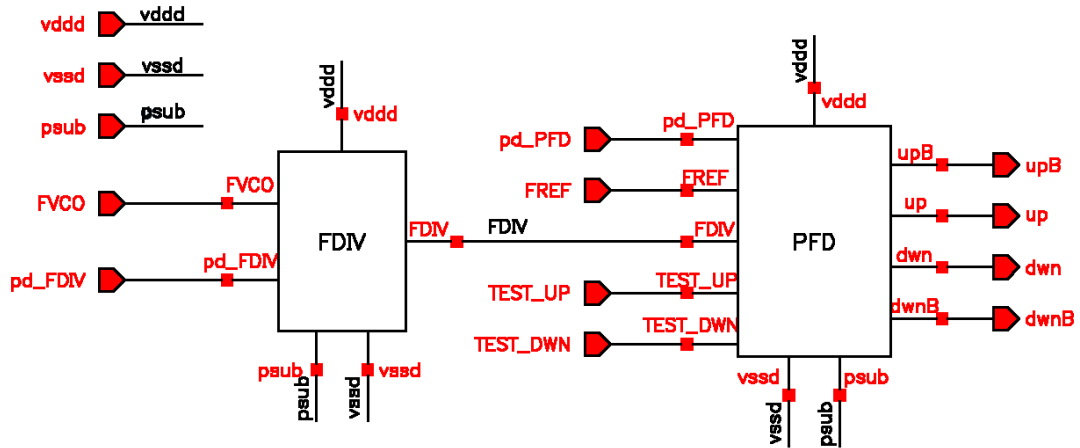 vddd vddd
vssd vssd
psub psub
vddd
vddd
vddd
vddd
pd_PFD pd_PFD
upB upB
FVCO FVCO
FREF FREF
up up
FDIV
FDIV FDIV FDIV
PFD
pd_FDIV pd_FDIV
dwn dwn
TEST_UP TEST_UP
dwnB dwnB
TEST_DWN TEST_DWN
psub vssd
psub vssd
vssd psub
vssd psub